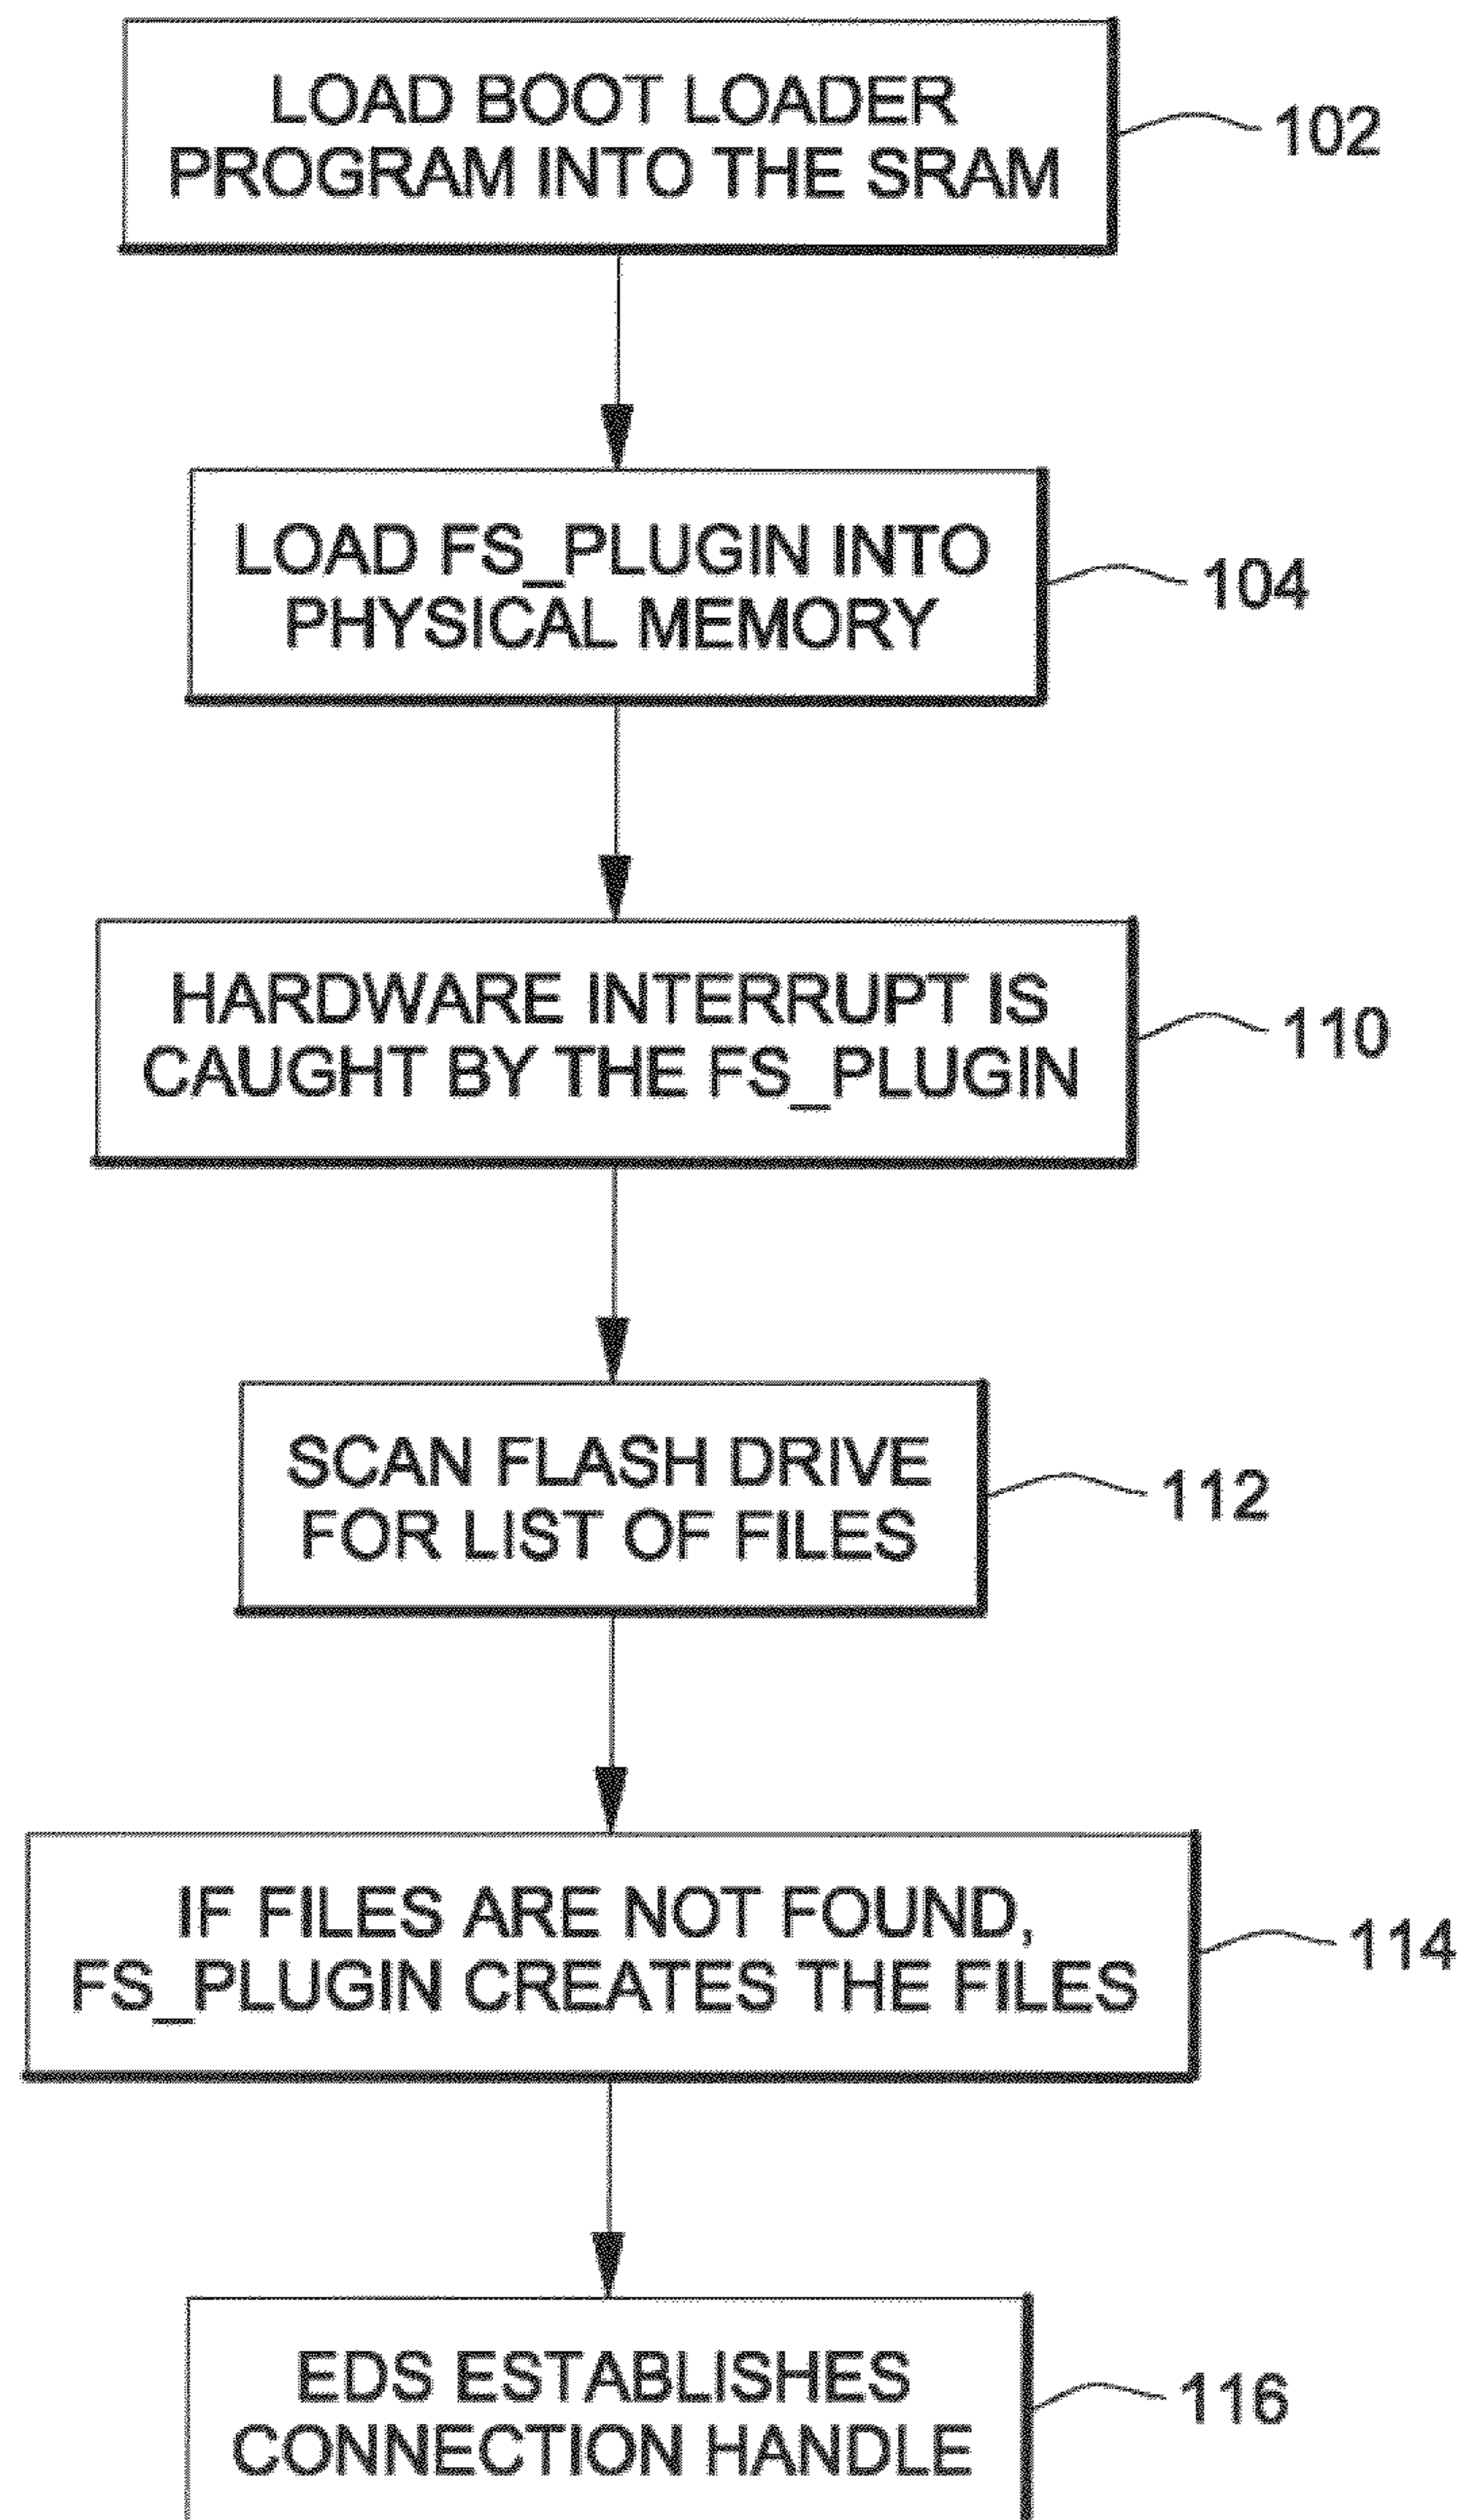 LOAD BOOT LOADER
PROGRAM INTO THE SRAM
102
LOAD FS_PLUGIN INTO
PHYSICAL MEMORY
104
HARDWARE INTERRUPT IS
CAUGHT BY THE FS_PLUGIN
110
SCAN FLASH DRIVE
FOR LIST OF FILES
112
IF FILES ARE NOT FOUND,
FS_PLUGIN CREATES THE FILES
114
EDS ESTABLISHES
CONNECTION HANDLE
116